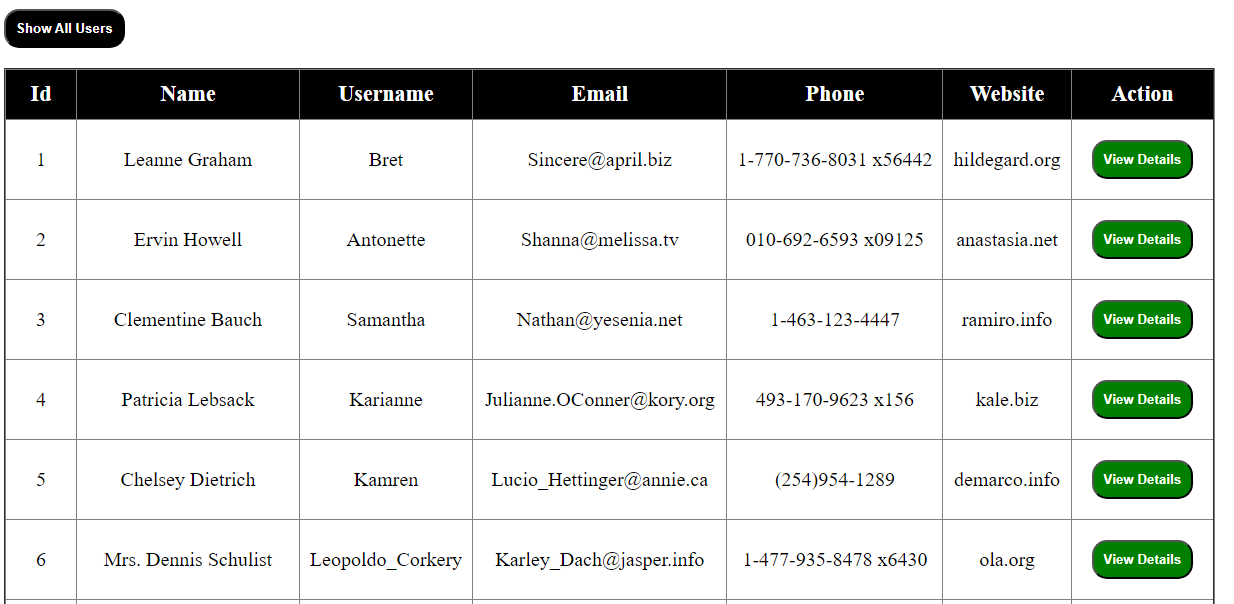 Show All Users
Id Name Username Email Phone Website Action
1 Leanne Graham Bret Sincere@april.biz 1-770-736-8031 x56442 hildegard.org View Details
2 Ervin Howell Antonette Shanna@melissa.tv 010-692-6593 x09125 anastasia.net View Details
3 Clementine Bauch Samantha Nathan@yesenia.net 1-463-123-4447 ramiro.info View Details
4 Patricia Lebsack Karianne Julianne.OConner@kory.org 493-170-9623 x156 kale.biz View Details
5 Chelsey Dietrich Kamren Lucio_Hettinger@annie.ca (254)954-1289 demarco.info View Details
6 Mrs. Dennis Schulist Leopoldo_Corkery Karley_Dach@jasper.info 1-477-935-8478 x6430 ola.org View Details